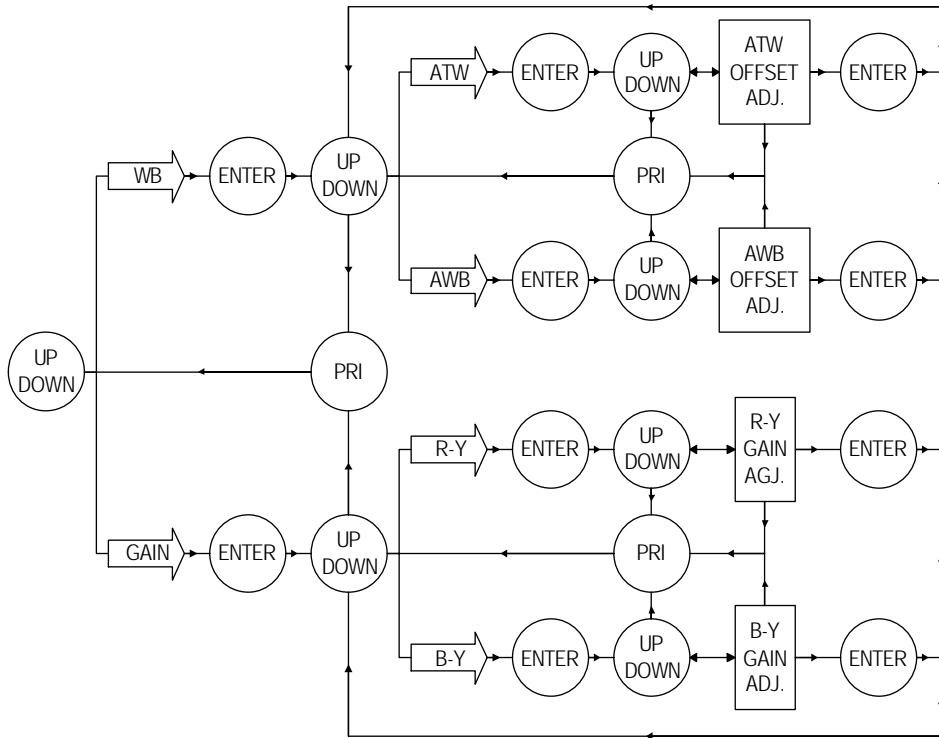 ATW
ENTER
UP
DOWN
ATW
OFFSET
ADJ.
ENTER
WB
ENTER
UP
DOWN
PRI
AWB
ENTER
UP
DOWN
AWB
OFFSET
ADJ.
ENTER
UP
DOWN
PRI
R-Y
ENTER
UP
DOWN
R-Y
GAIN
AGJ.
ENTER
GAIN
ENTER
UP
DOWN
PRI
B-Y
ENTER
UP
DOWN
B-Y
GAIN
ADJ.
ENTER